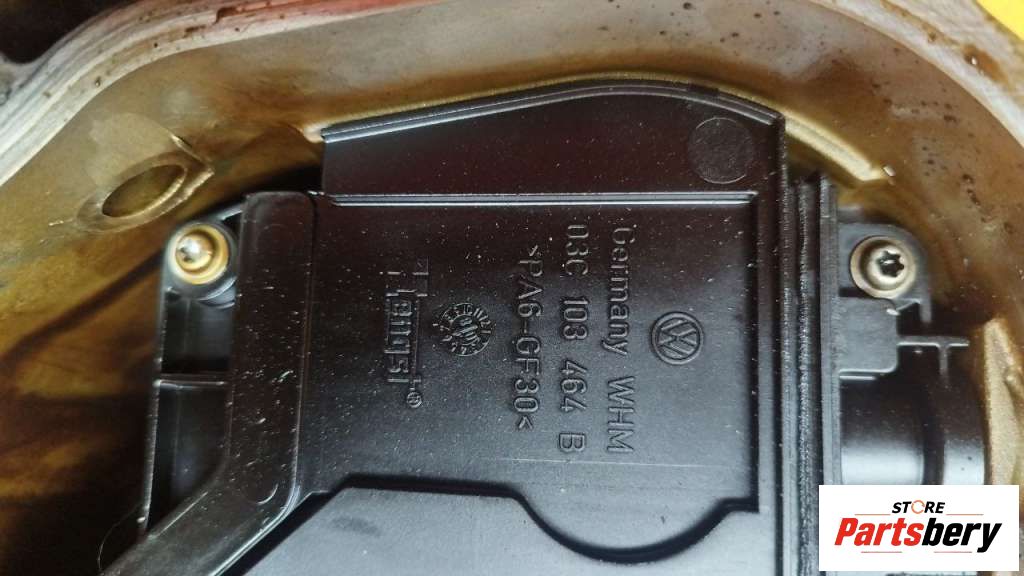 Germany WHM
03C 103 464 B
>PA6-GF30<
Hengst®
STORE
Partsbery